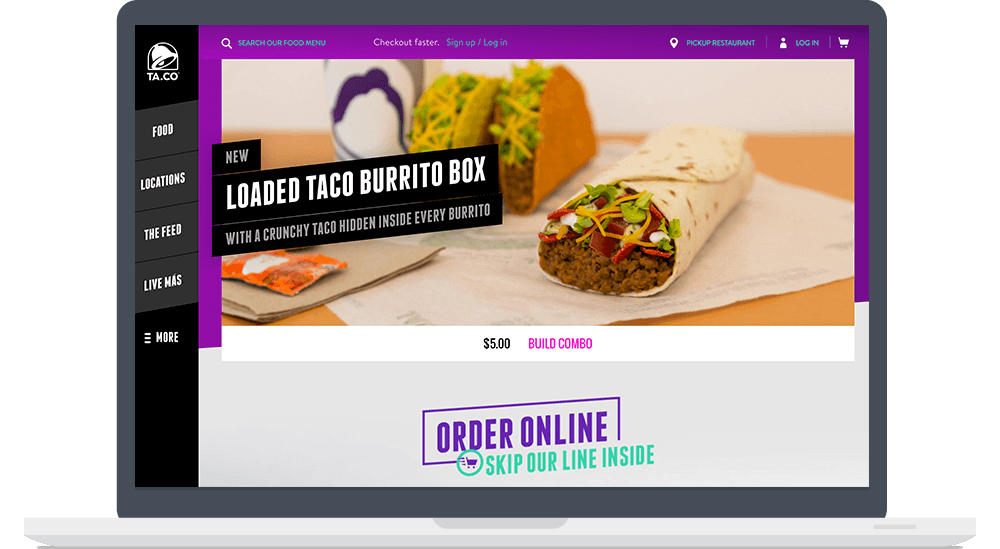 SEARCH OUR FOOD MENU
Checkout faster. Sign up / Log in
PICKUP RESTAURANT
LOG IN
TA.CO
FOOD
LOCATIONS
THE FEED
LIVE MÁS
MORE
NEW
LOADED TACO BURRITO BOX
WITH A CRUNCHY TACO HIDDEN INSIDE EVERY BURRITO
$5.00 BUILD COMBO
ORDER ONLINE
SKIP OUR LINE INSIDE